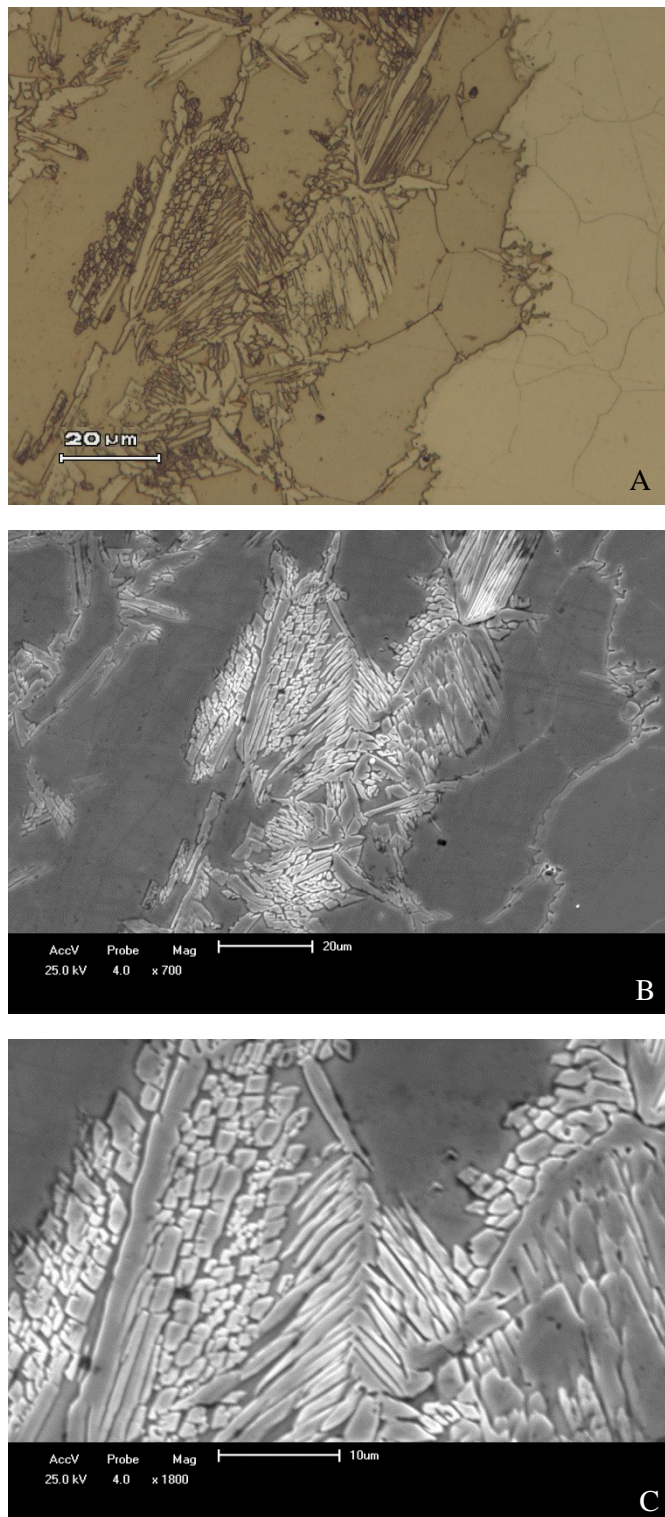 20 µm
A
AccV Probe Mag
25.0 kV 4.0 x 700
20um
B
AccV Probe Mag
25.0 kV 4.0 x 1800
10um
C